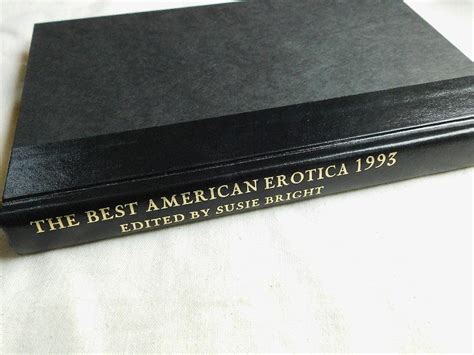 THE BEST AMERICAN EROTICA 1993
EDITED BY SUSIE BRIGHT